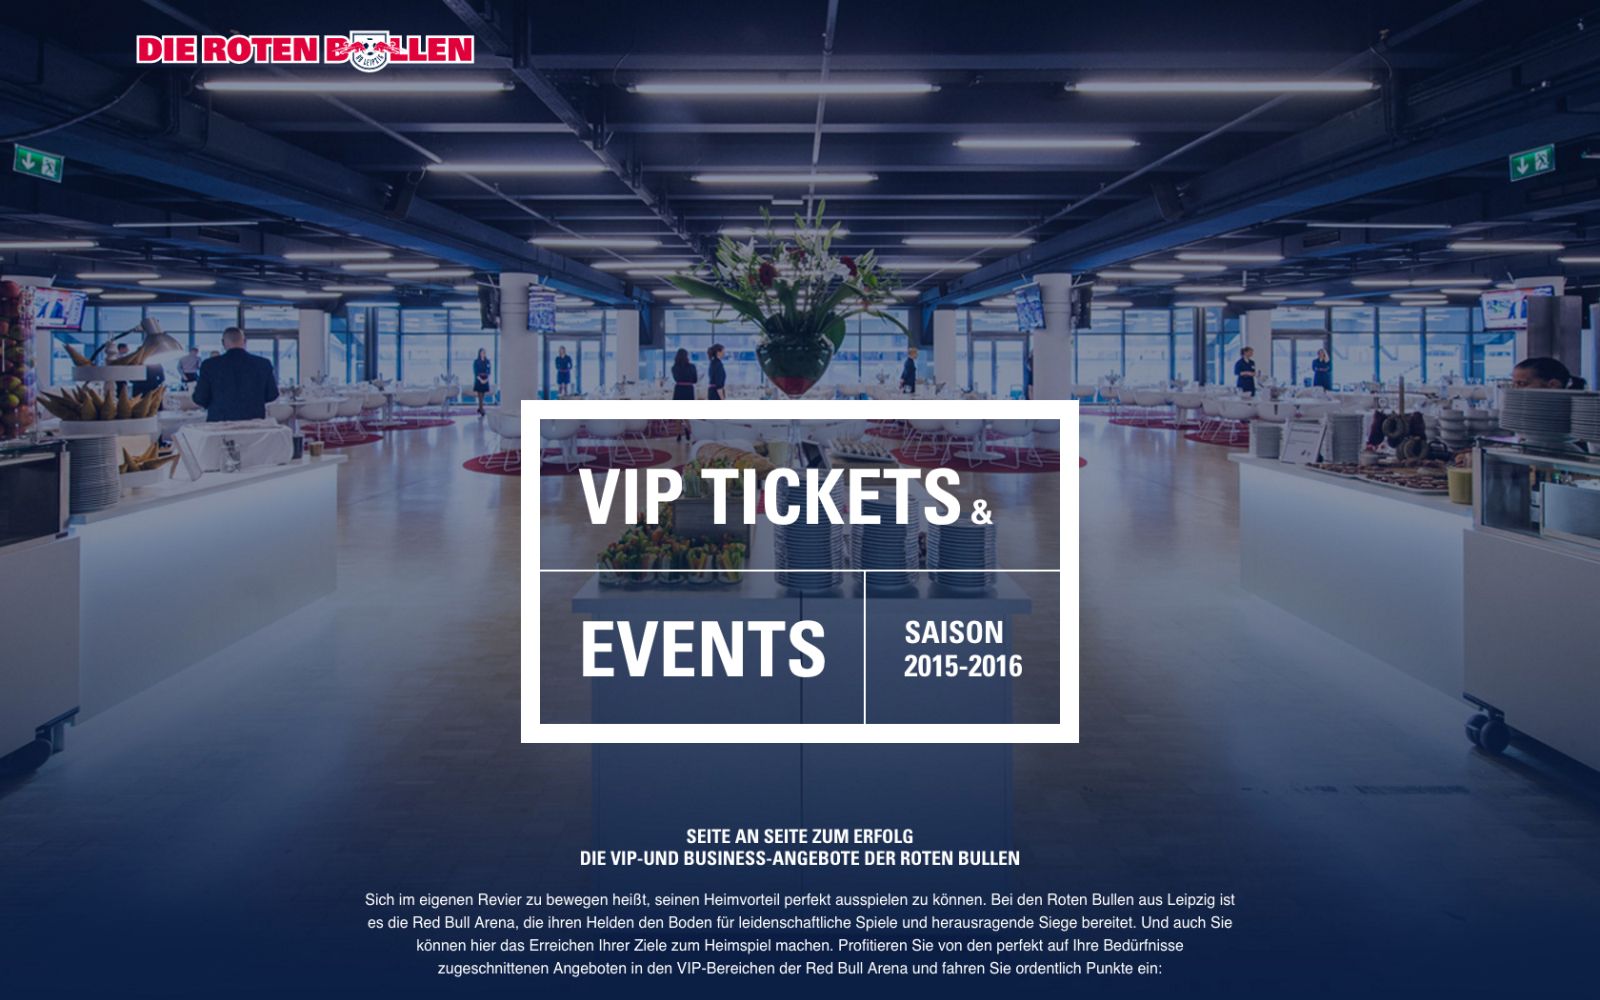 DIE ROTEN BULLEN
RB LEIPZIG
VIP TICKETS &
EVENTS
SAISON
2015-2016
SEITE AN SEITE ZUM ERFOLG
DIE VIP-UND BUSINESS-ANGEBOTE DER ROTEN BULLEN
Sich im eigenen Revier zu bewegen heißt, seinen Heimvorteil perfekt ausspielen zu können. Bei den Roten Bullen aus Leipzig ist
es die Red Bull Arena, die ihren Helden den Boden für leidenschaftliche Spiele und herausragende Siege bereitet. Und auch Sie
können hier das Erreichen Ihrer Ziele zum Heimspiel machen. Profitieren Sie von den perfekt auf Ihre Bedürfnisse
zugeschnittenen Angeboten in den VIP-Bereichen der Red Bull Arena und fahren Sie ordentlich Punkte ein: